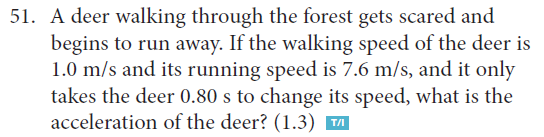 51. A deer walking through the forest gets scared and
begins to run away. If the walking speed of the deer is
1.0 m/s and its running speed is 7.6 m/s, and it only
takes the deer 0.80 s to change its speed, what is the
acceleration of the deer? (1.3) T/I